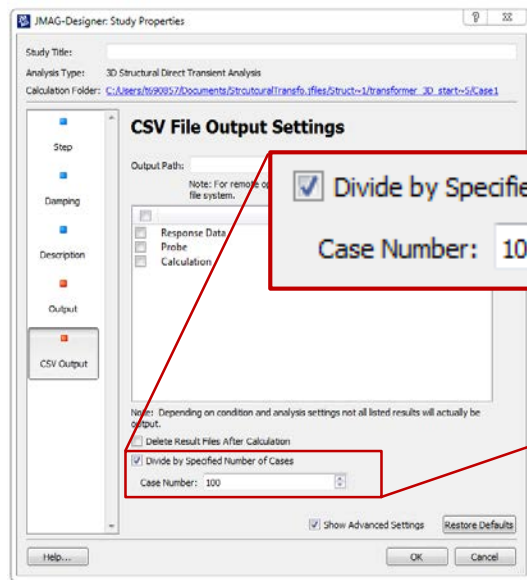 JMAG-Designer: Study Properties
Study Title:
Analysis Type: 3D Structural Direct Transient Analysis
Calculation Folder: C:/Users/t690857/Documents/StrcutcuralTransfo.jfiles/Struct~1/transformer_3D_start~5/Case1
Step
Damping
Description
Output
CSV Output
CSV File Output Settings
Output Path:
Note: For remote op
file system.
Response Data
Probe
Calculation
Divide by Specifie
Case Number: 10
Note: Depending on condition and analysis settings not all listed results will actually be
output.
Delete Result Files After Calculation
Divide by Specified Number of Cases
Case Number: 100
Show Advanced Settings Restore Defaults
Help... OK Cancel